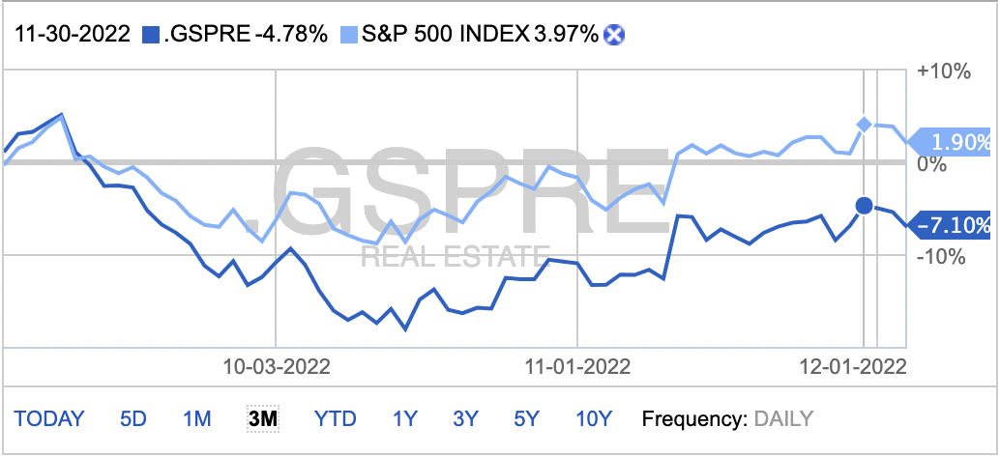 11-30-2022 .GSPRE -4.78% S&P 500 INDEX 3.97%
+10%
1.90%
0%
.GSPRE
−7.10%
REAL ESTATE
-10%
10-03-2022 11-01-2022 12-01-2022
TODAY 5D 1M 3M YTD 1Y 3Y 5Y 10Y Frequency: DAILY